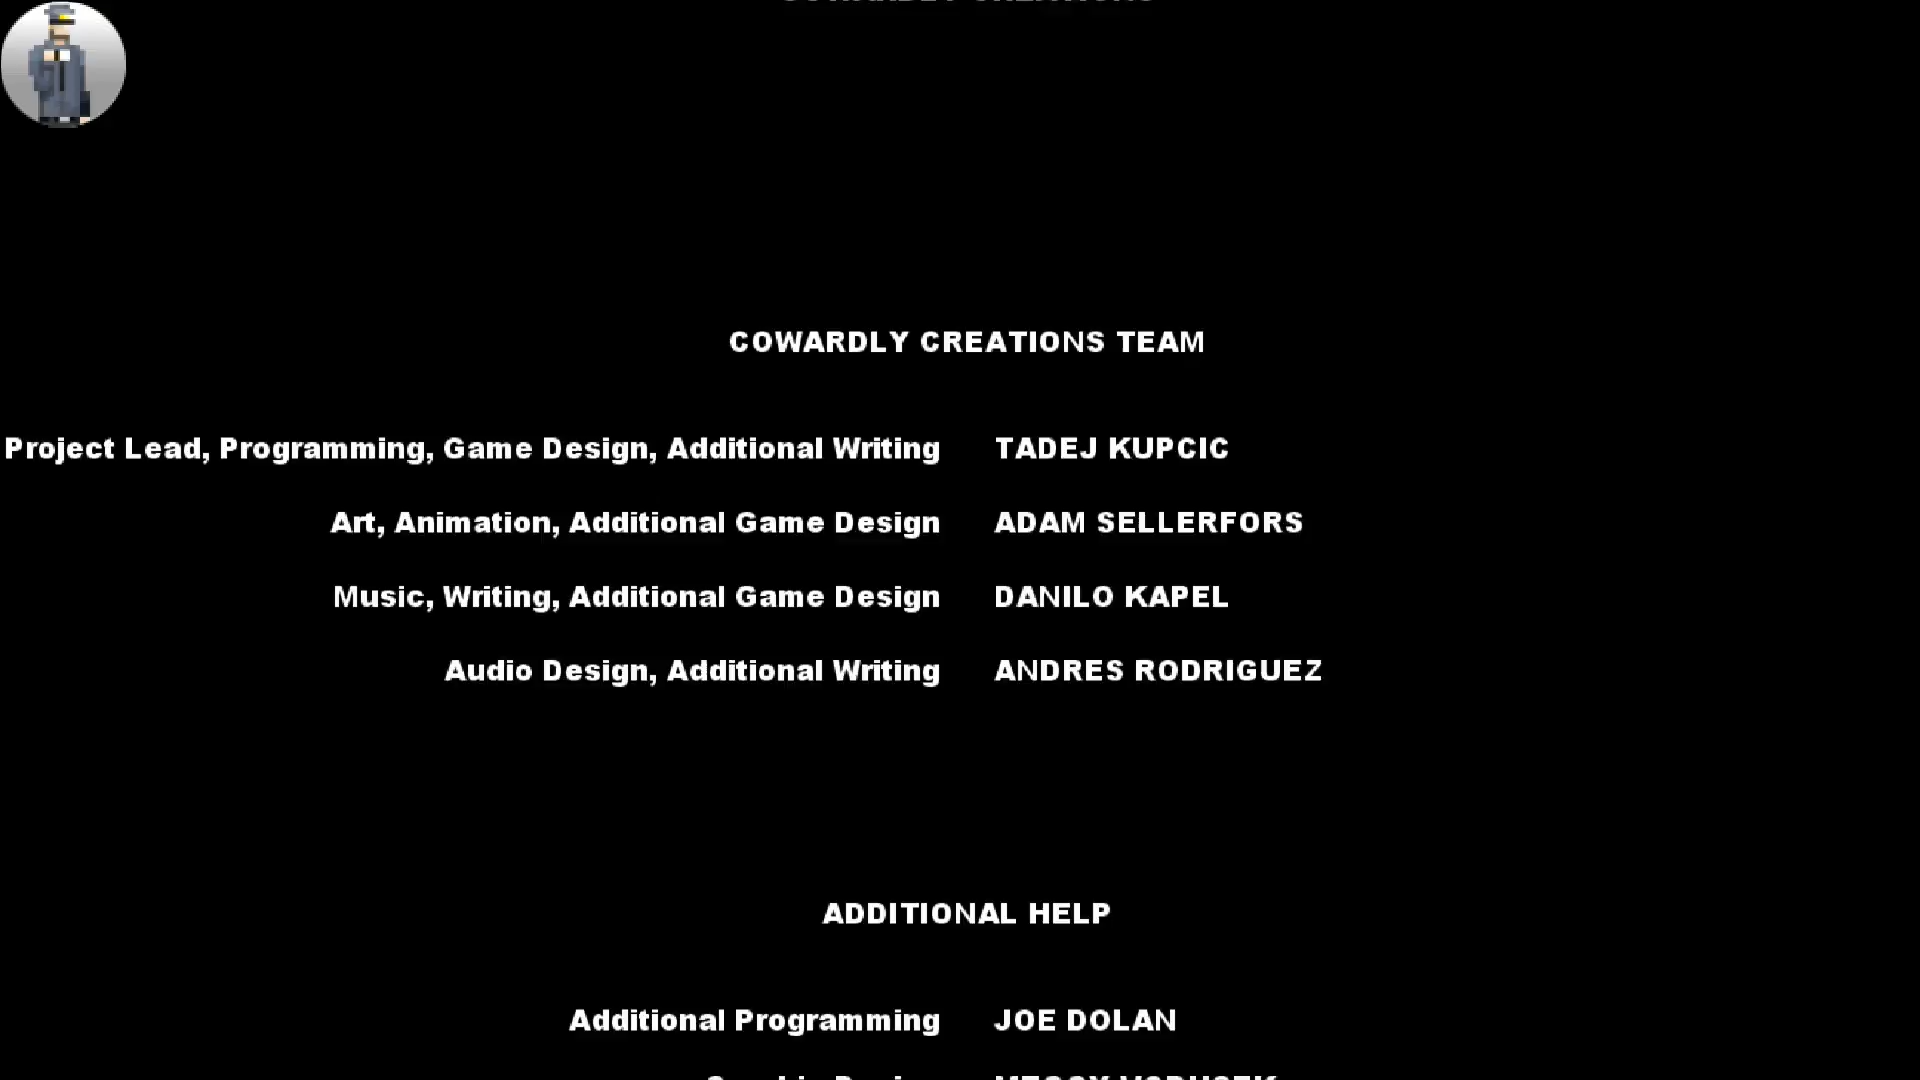 COWARDLY CREATIONS
COWARDLY CREATIONS TEAM
Project Lead, Programming, Game Design, Additional Writing TADEJ KUPCIC
Art, Animation, Additional Game Design ADAM SELLERFORS
Music, Writing, Additional Game Design DANILO KAPEL
Audio Design, Additional Writing ANDRES RODRIGUEZ
ADDITIONAL HELP
Additional Programming JOE DOLAN